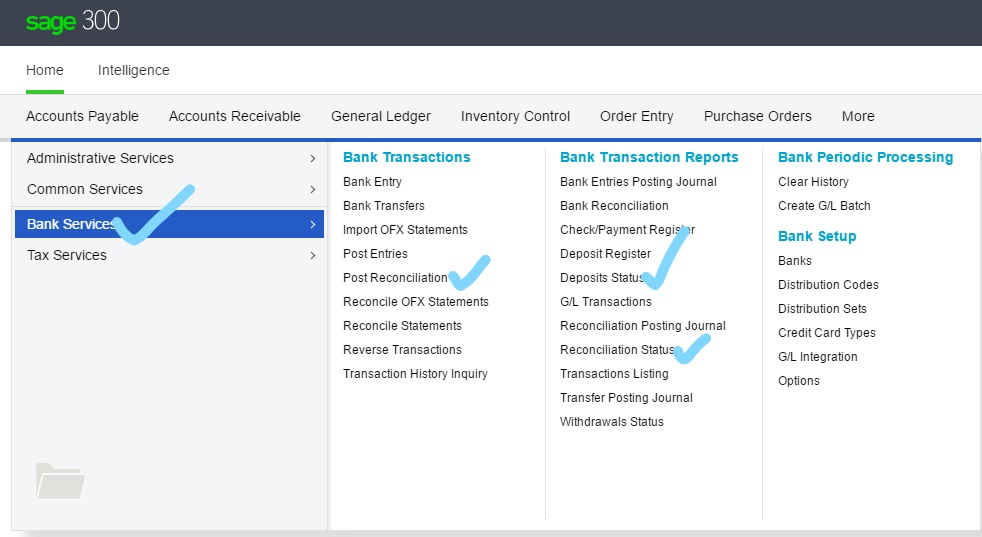 sage 300
Home Intelligence
Accounts Payable Accounts Receivable General Ledger Inventory Control Order Entry Purchase Orders More
Administrative Services
Common Services
Bank Services
Tax Services
Bank Transactions
Bank Entry
Bank Transfers
Import OFX Statements
Post Entries
Post Reconciliation
Reconcile OFX Statements
Reconcile Statements
Reverse Transactions
Transaction History Inquiry
Bank Transaction Reports
Bank Entries Posting Journal
Bank Reconciliation
Check/Payment Register
Deposit Register
Deposits Status
G/L Transactions
Reconciliation Posting Journal
Reconciliation Status
Transactions Listing
Transfer Posting Journal
Withdrawals Status
Bank Periodic Processing
Clear History
Create G/L Batch
Bank Setup
Banks
Distribution Codes
Distribution Sets
Credit Card Types
G/L Integration
Options